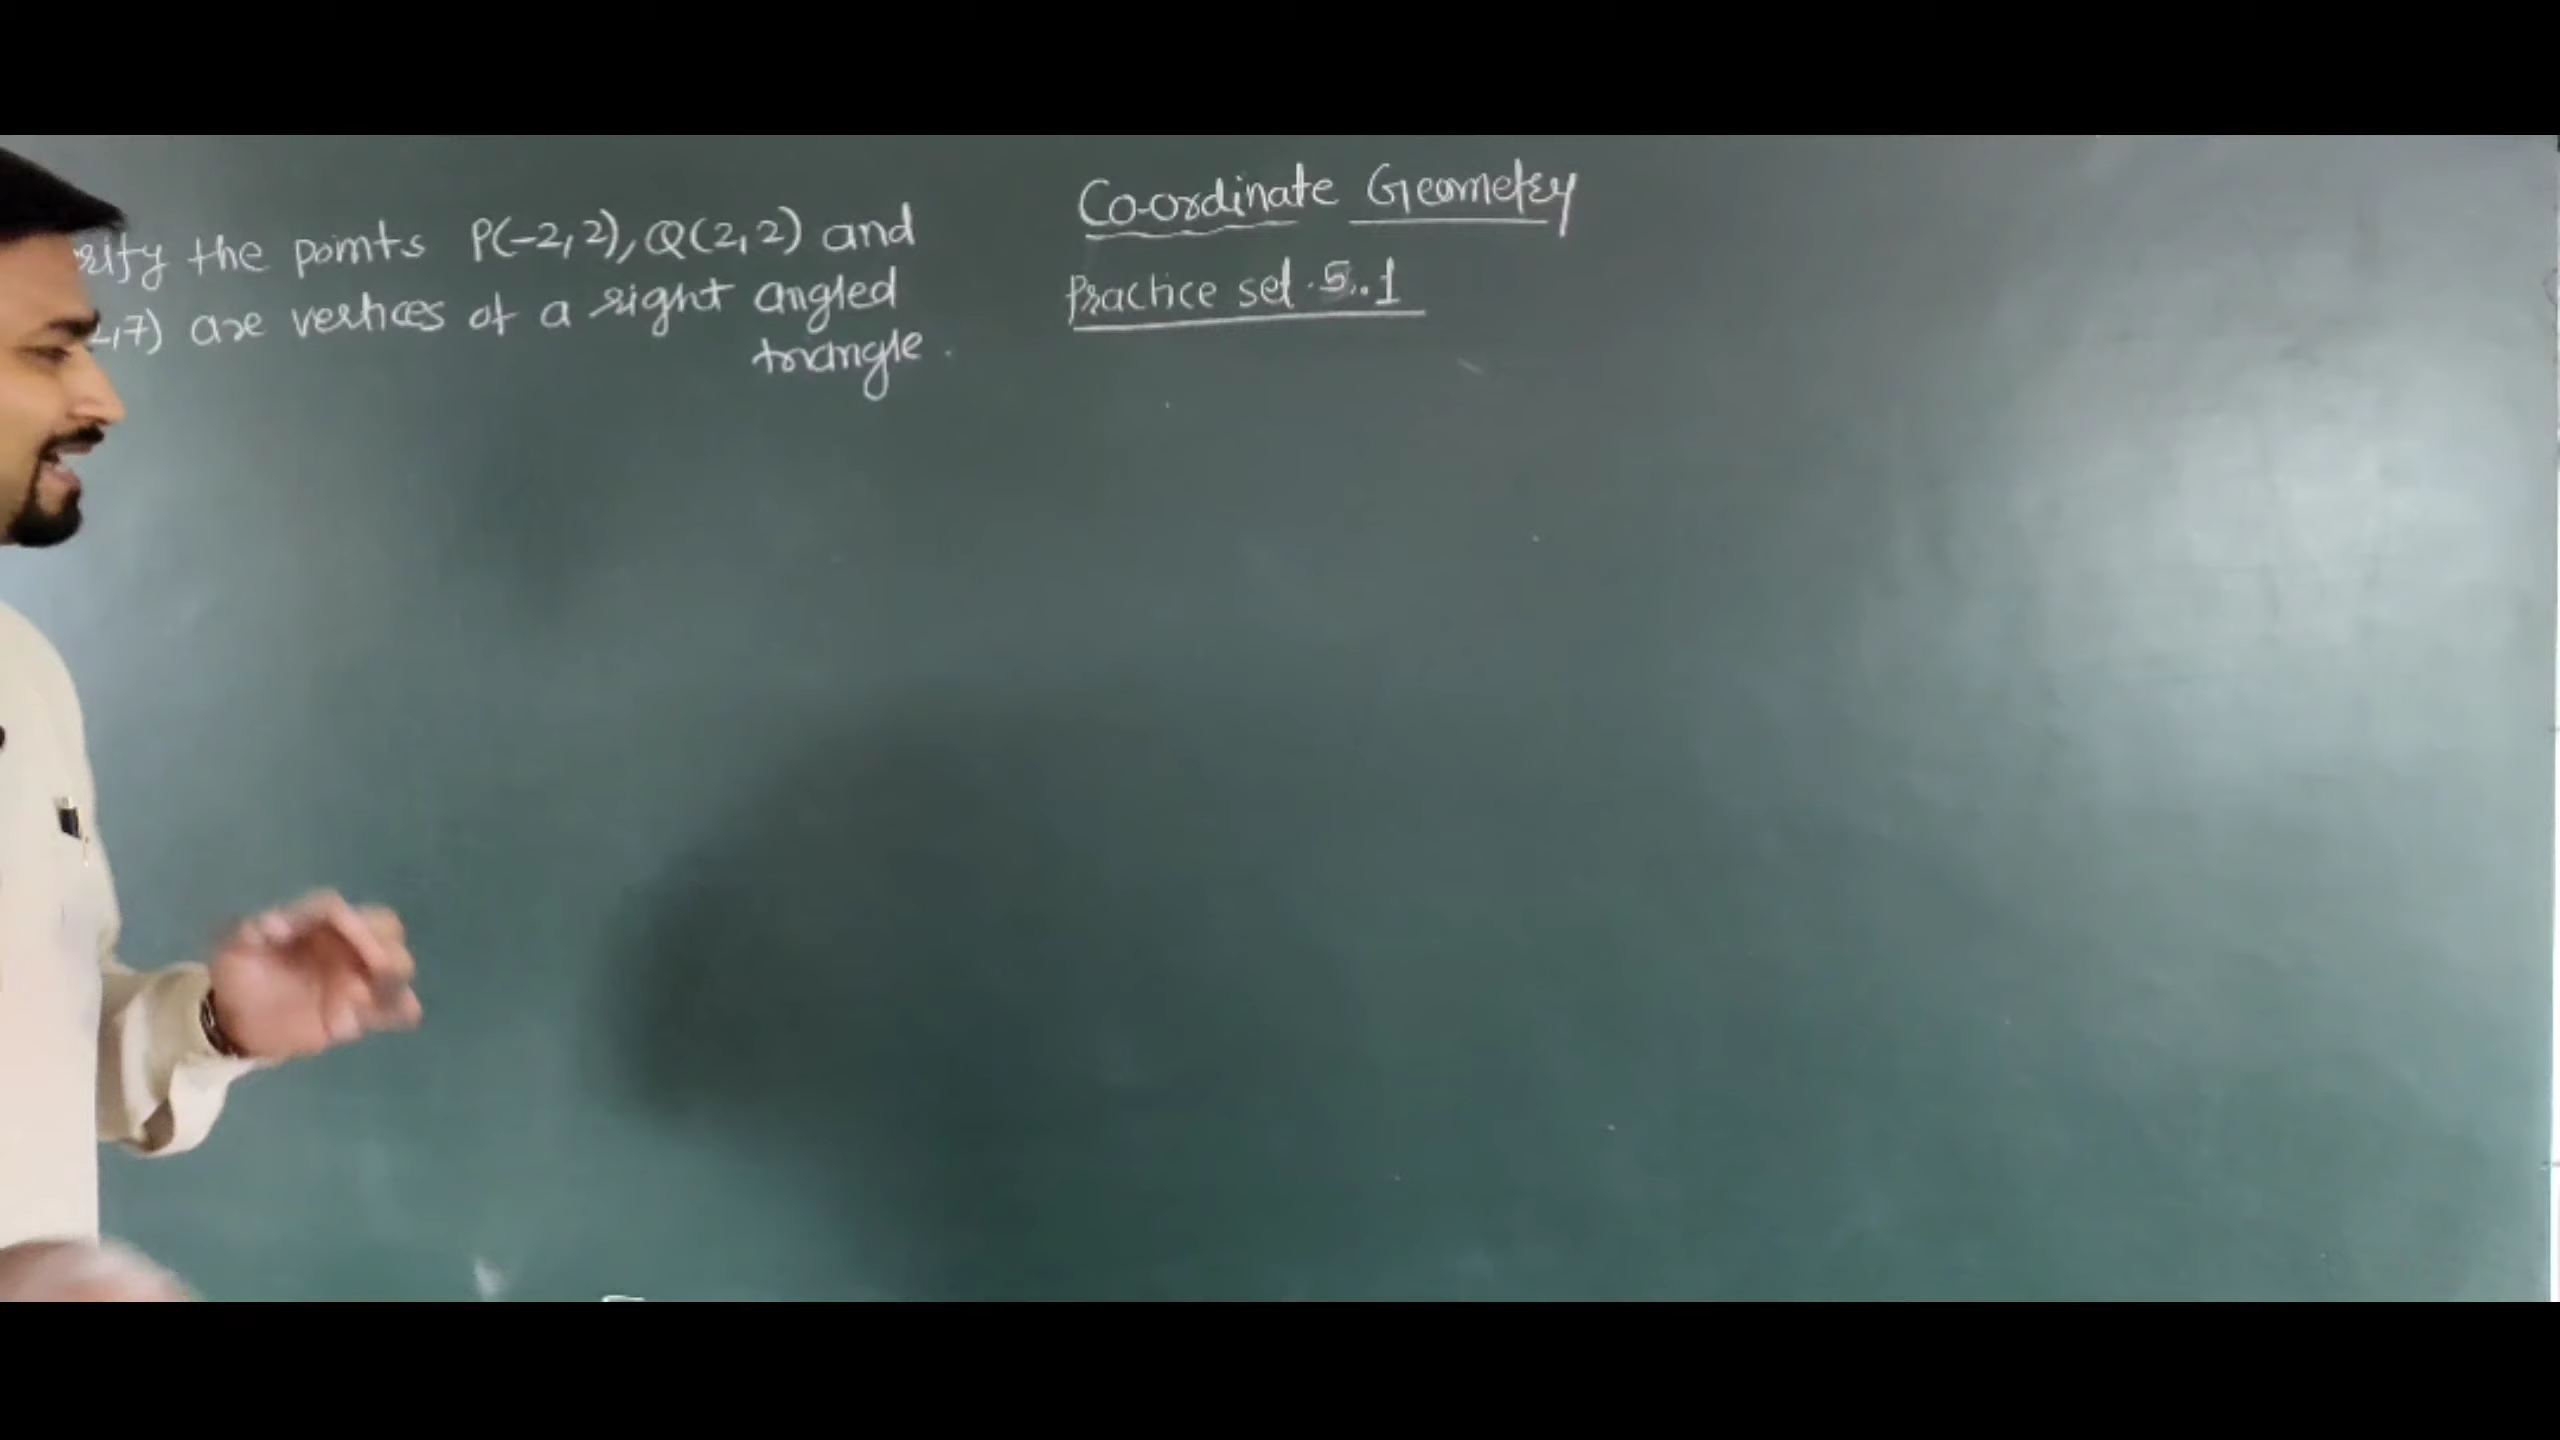 rify the points P(-2,2), Q(2,2) and
2,7) are vertices of a right angled
triangle.
Co-ordinate Geometry
Practice set. 5.1